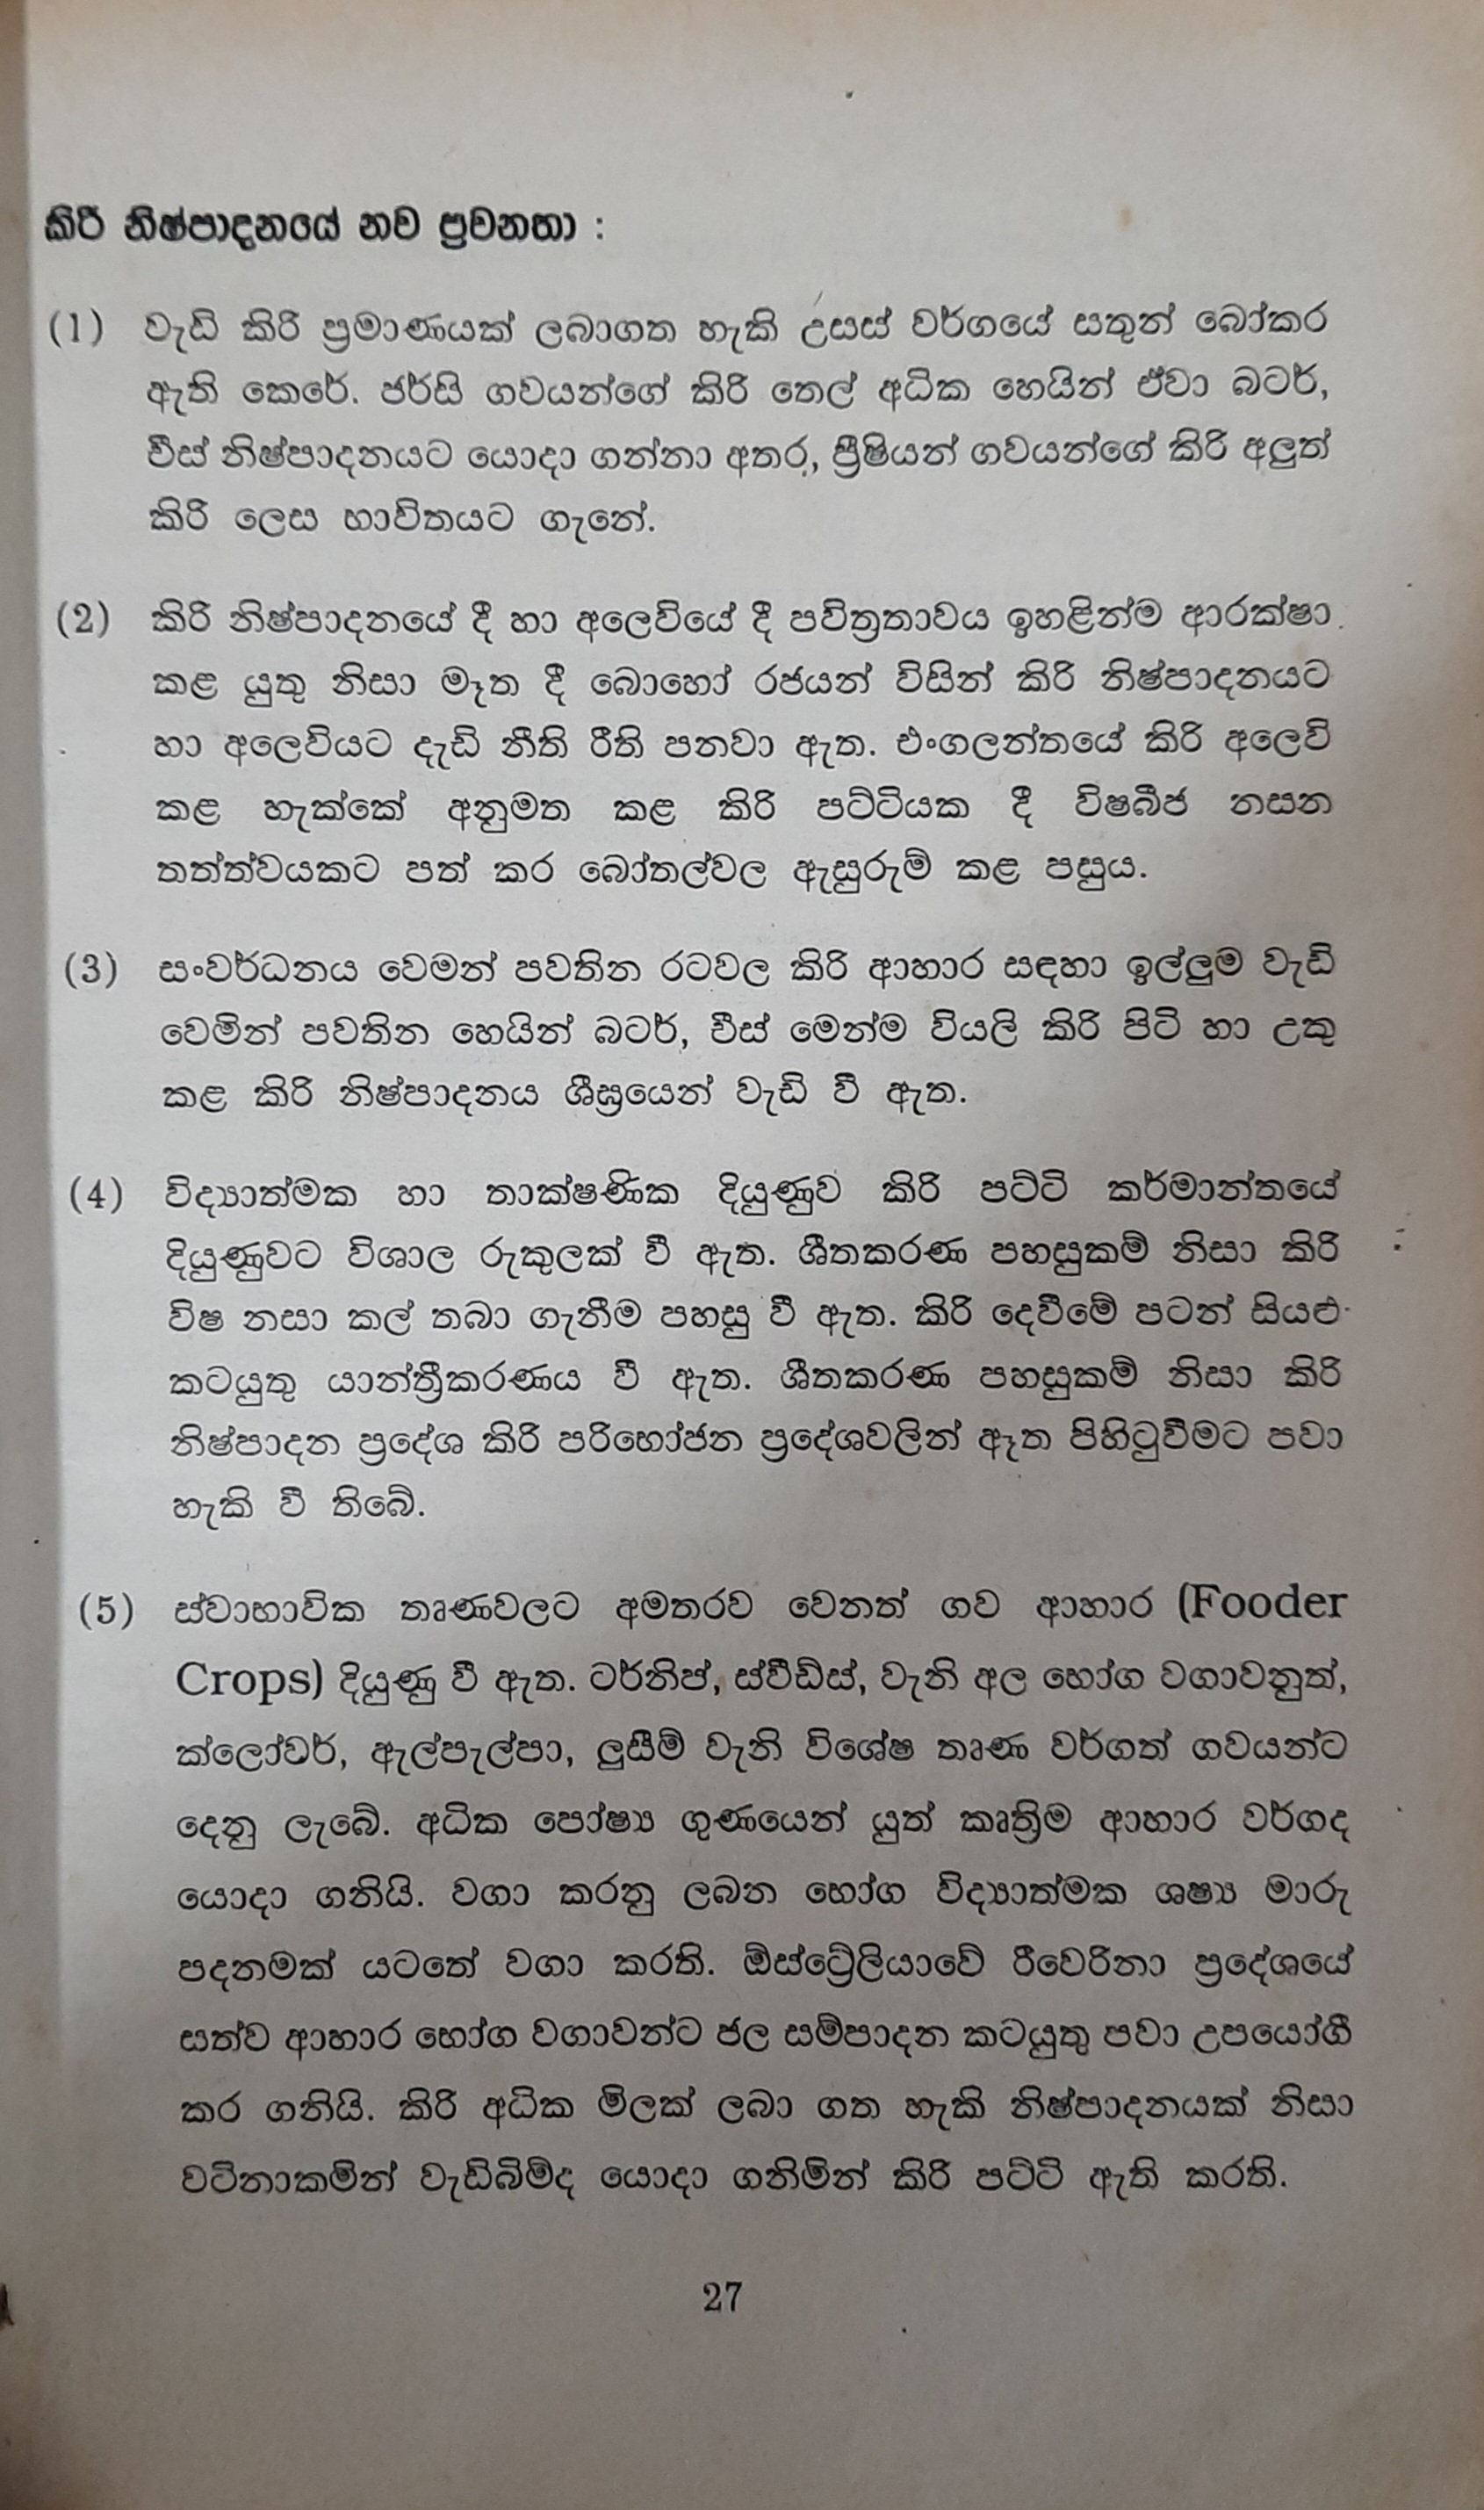 කිරි නිෂ්පාදනයේ නව ප්‍රවනතා :
(1) වැඩි කිරි ප්‍රමාණයක් ලබාගත හැකි උසස් වර්ගයේ සතුන් බෝකර
ඇති කෙරේ. ජර්සි ගවයන්ගේ කිරි තෙල් අධික හෙයින් ඒවා බටර්,
චීස් නිෂ්පාදනයට යොදා ගන්නා අතර, ප්‍රීෂියන් ගවයන්ගේ කිරි අලුත්
කිරි ලෙස භාවිතයට ගැනේ.
(2) කිරි නිෂ්පාදනයේ දී හා අලෙවියේ දී පවිත්‍රතාවය ඉහළින්ම ආරක්ෂා
කළ යුතු නිසා මෑත දී බොහෝ රජයන් විසින් කිරි නිෂ්පාදනයට
හා අලෙවියට දැඩි නීති රීති පනවා ඇත. එංගලන්තයේ කිරි අලෙවි
කළ හැක්කේ අනුමත කළ කිරි පට්ටියක දී විෂබීජ නසන
තත්ත්වයකට පත් කර බෝතල්වල ඇසුරුම් කළ පසුය.
(3) සංවර්ධනය වෙමන් පවතින රටවල කිරි ආහාර සඳහා ඉල්ලුම වැඩි
වෙමින් පවතින හෙයින් බටර්, චීස් මෙන්ම වියලි කිරි පිටි හා උකු
කළ කිරි නිෂ්පාදනය ශීඝ්‍රයෙන් වැඩි වී ඇත.
(4) විද්‍යාත්මක හා තාක්ෂණික දියුණුව කිරි පට්ටි කර්මාන්තයේ
දියුණුවට විශාල රුකුලක් වී ඇත. ශීතකරණ පහසුකම් නිසා කිරි
විෂ නසා කල් තබා ගැනීම පහසු වී ඇත. කිරි දෙවීමේ පටන් සියළු
කටයුතු යාන්ත්‍රීකරණය වී ඇත. ශීතකරණ පහසුකම් නිසා කිරි
නිෂ්පාදන ප්‍රදේශ කිරි පරිභෝජන ප්‍රදේශවලින් ඈත පිහිටුවීමට පවා
හැකි වී තිබේ.
(5) ස්වාභාවික තෘණවලට අමතරව වෙනත් ගව ආහාර (Fooder
Crops) දියුණු වී ඇත. ටර්නිප්, ස්වීඩ්ස්, වැනි අල භෝග වගාවනුත්,
ක්ලෝවර්, ඇල්පැල්පා, ලුසීම් වැනි විශේෂ තෘණ වර්ගත් ගවයන්ට
දෙනු ලැබේ. අධික පෝෂ්‍ය ගුණයෙන් යුත් කෘත්‍රිම ආහාර වර්ගද
යොදා ගනියි. වගා කරනු ලබන භෝග විද්‍යාත්මක ශෂ්‍ය මාරු
පදනමක් යටතේ වගා කරති. ඕස්ට්‍රේලියාවේ රීවෙරිනා ප්‍රදේශයේ
සත්ව ආහාර භෝග වගාවන්ට ජල සම්පාදන කටයුතු පවා උපයෝගී
කර ගනියි. කිරි අධික මිලක් ලබා ගත හැකි නිෂ්පාදනයක් නිසා
වටිනාකමින් වැඩිබිම්ද යොදා ගනිමින් කිරි පට්ටි ඇති කරති.
27